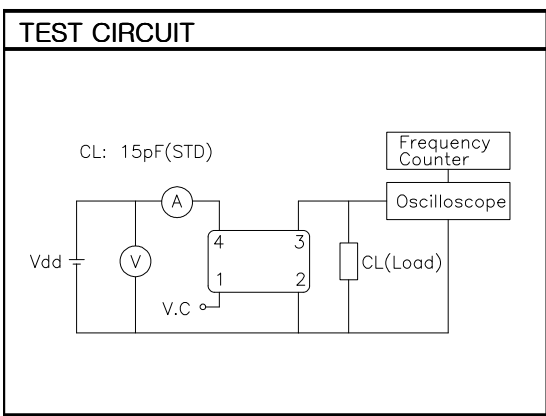 TEST CIRCUIT
CL: 15pF(STD)
Frequency
Counter
Oscilloscope
A
4
3
Vdd
V
CL(Load)
1
2
V.C